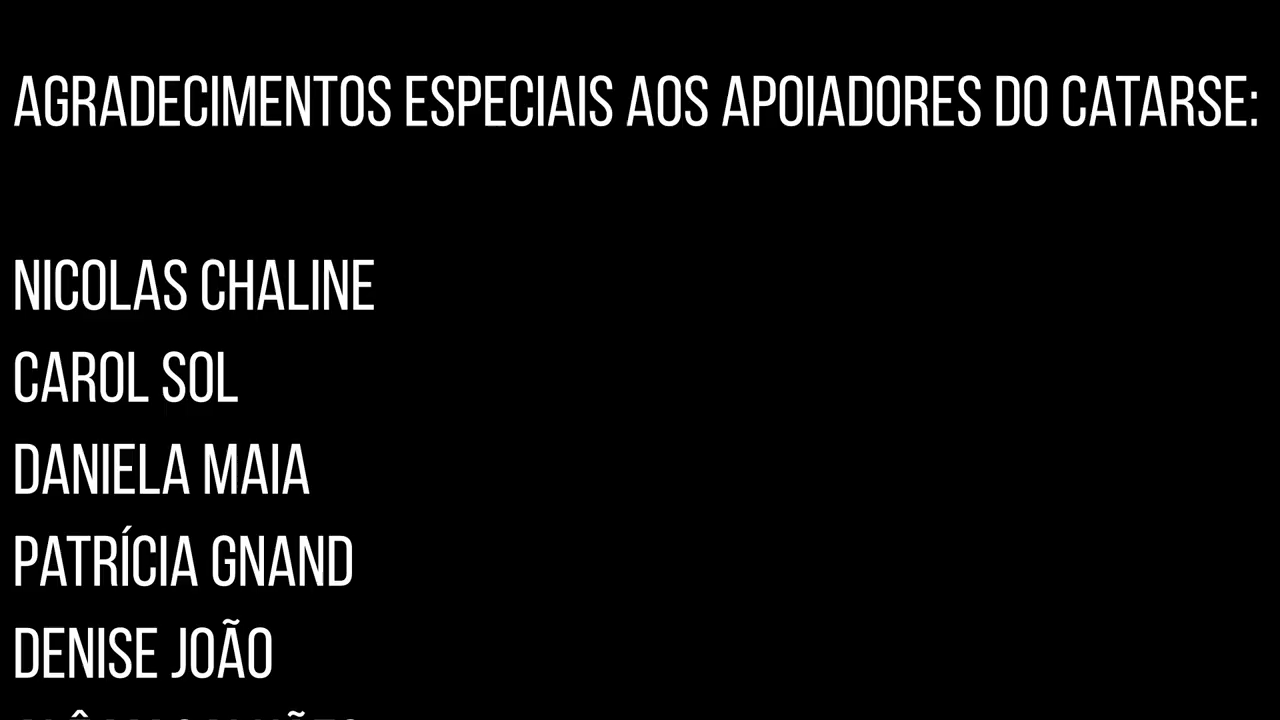 AGRADECIMENTOS ESPECIAIS AOS APOIADORES DO CATARSE:
NICOLAS CHALINE
CAROL SOL
DANIELA MAIA
PATRÍCIA GNAND
DENISE JOÃO